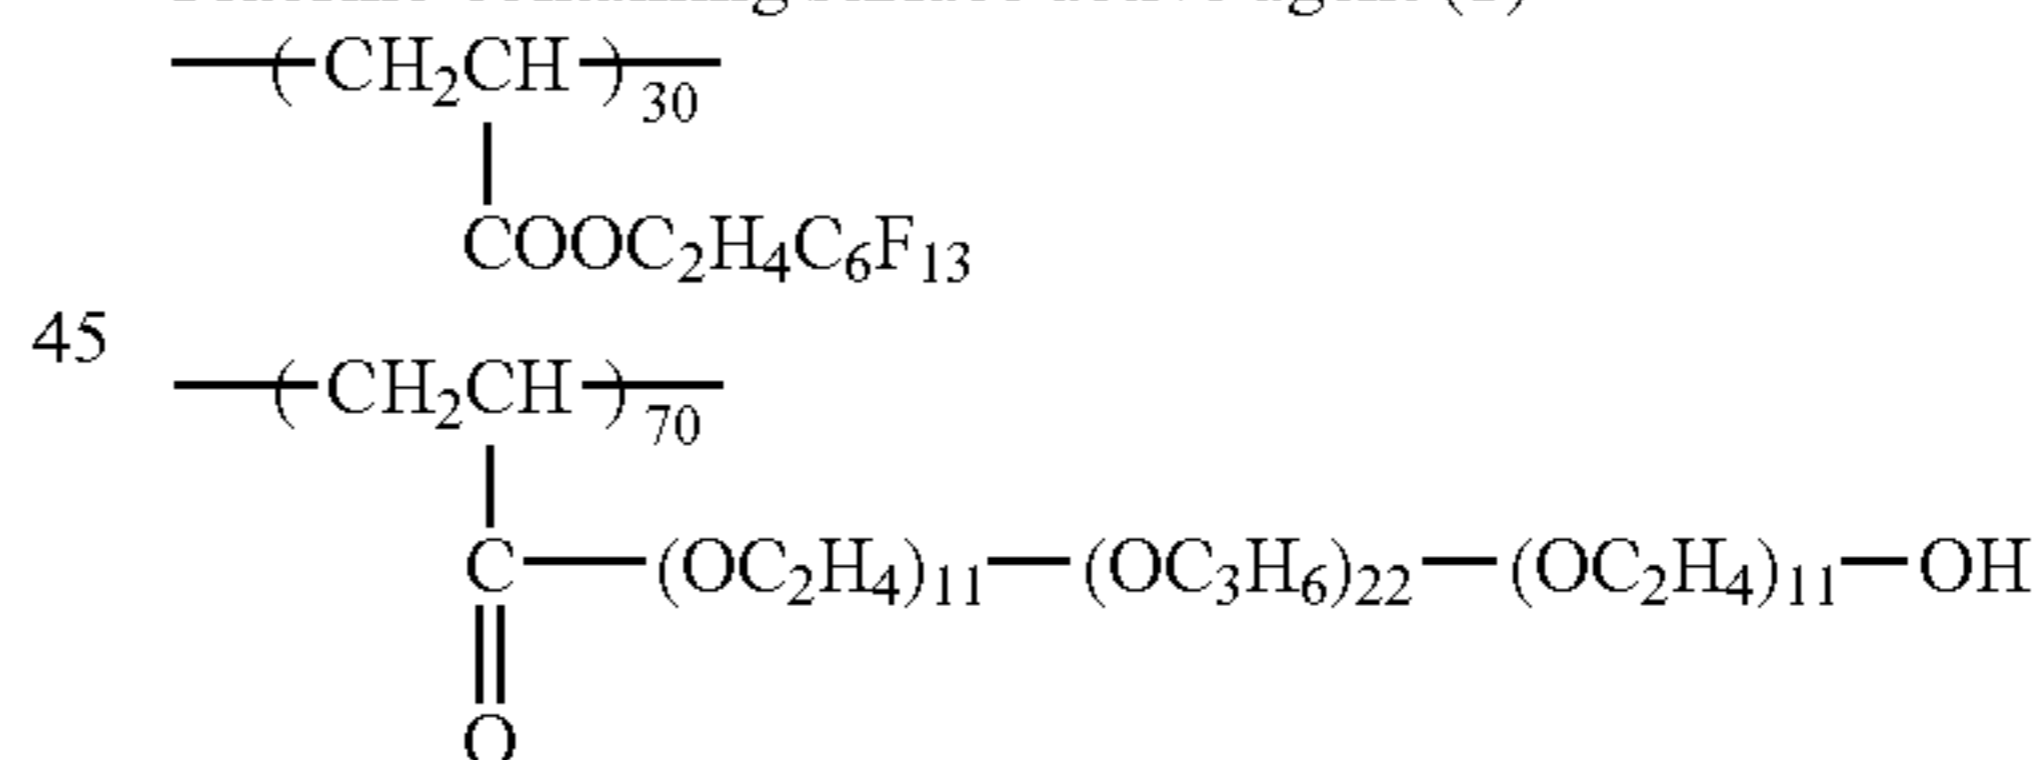 —(CH₂CH)₃₀—
COOC₂H₄C₆F₁₃
45
—(CH₂CH)₇₀—
C—(OC₂H₄)₁₁—(OC₃H₆)₂₂—(OC₂H₄)₁₁—OH
O